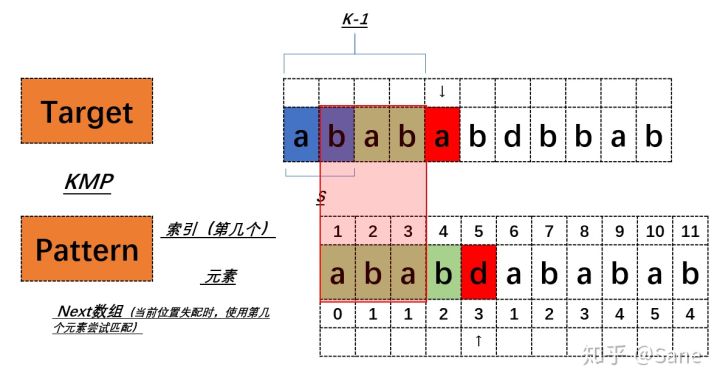 K-1
↓
Target
a b a b a b d b b a b
KMP
S
索引（第几个）
1 2 3 4 5 6 7 8 9 10 11
Pattern
元素
a b a b d a b a b a b
Next数组（当前位置失配时，使用第几
个元素尝试匹配）
0 1 1 2 3 1 2 3 4 5 4
↑
知乎 @Sane